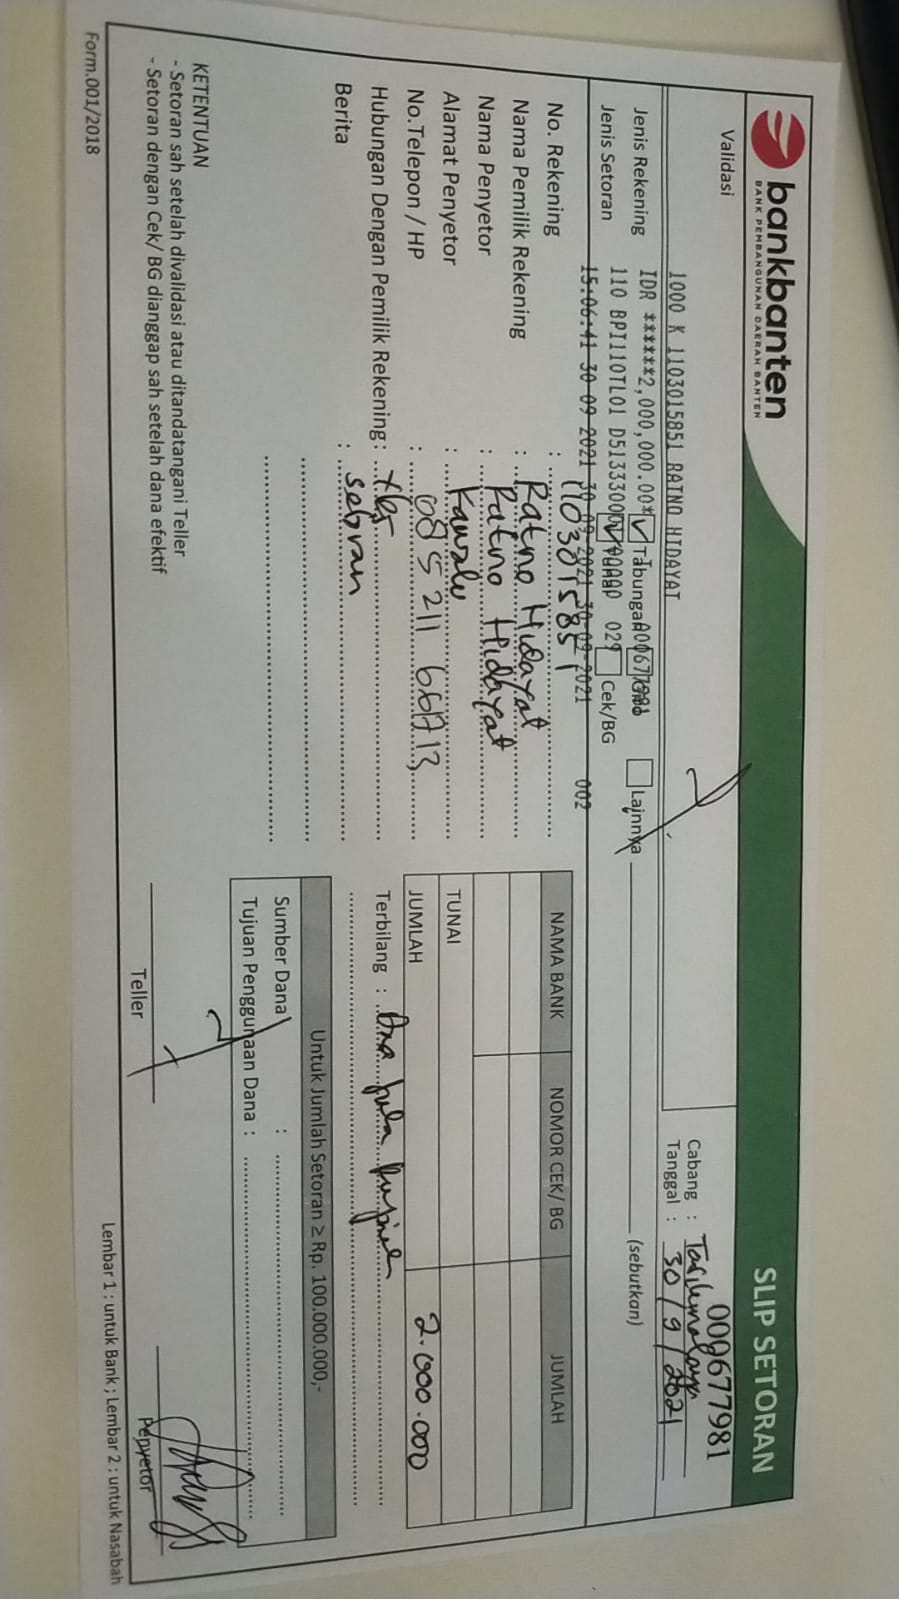 bankbanten
BANK PEMBANGUNAN DAERAH BANTEN
SLIP SETORAN
000677981
Validasi
Cabang : Tasikmalaya
Tanggal : 30/9/2021
1000 K 1103015851 RATNO HIDAYAT
IDR ******2,000,000.00*
110 BPI110TL01 D5133300 029
15:06:41 30 09 2021 30-09-2021 30-09-2021 002
Jenis Rekening ✓ Tabungan Giro Lainnya (sebutkan)
Jenis Setoran ✓ Tunai Cek/BG
No. Rekening : 1103015851
Nama Pemilik Rekening : Ratno Hidayat
Nama Penyetor : Ratno Hidayat
Alamat Penyetor : Kawalu
No.Telepon / HP :
Hubungan Dengan Pemilik Rekening :
Berita : setoran
NAMA BANK NOMOR CEK/ BG JUMLAH
TUNAI
JUMLAH 2.000.000
Terbilang : Dua juta rupiah
Untuk Jumlah Setoran ≥ Rp. 100.000.000,-
Sumber Dana :
Tujuan Penggunaan Dana :
KETENTUAN
- Setoran sah setelah divalidasi atau ditandatangani Teller
- Setoran dengan Cek/ BG dianggap sah setelah dana efektif
Teller
Penyetor
Form.001/2018
Lembar 1 : untuk Bank ; Lembar 2 : untuk Nasabah